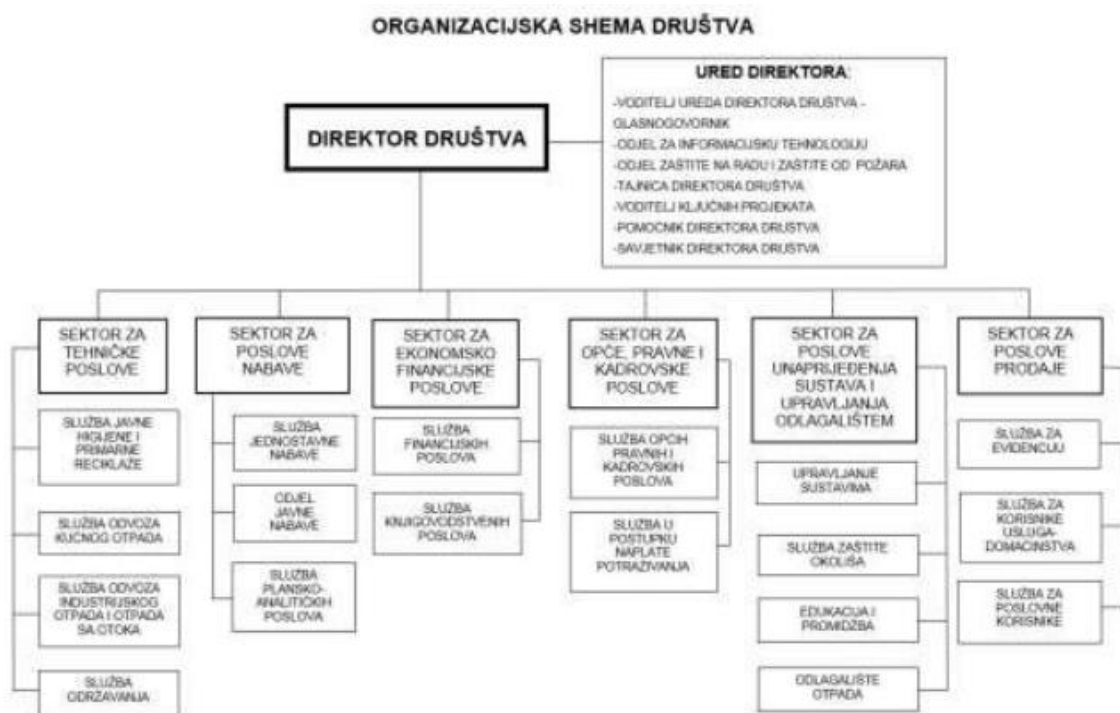 ORGANIZACIJSKA SHEMA DRUŠTVA
URED DIREKTORA:
-VODITELJ UREDA DIREKTORA DRUŠTVA -
GLASNOGOVORNIK
-ODJEL ZA INFORMACIJSKU TEHNOLOGIJU
-ODJEL ZAŠTITE NA RADU I ZAŠTITE OD POŽARA
-TAJNICA DIREKTORA DRUŠTVA
-VODITELJ KLJUČNIH PROJEKATA
-POMOĆNIK DIREKTORA DRUŠTVA
-SAVJETNIK DIREKTORA DRUŠTVA
DIREKTOR DRUŠTVA
SEKTOR ZA
TEHNIČKE
POSLOVE
SLUŽBA JAVNE
HIGIJENE I
PRIMARNE
RECIKLAŽE
SLUŽBA ODVOZA
KUĆNOG OTPADA
SLUŽBA ODVOZA
INDUSTRIJSKOG
OTPADA I OTPADA
SA OTOKA
SLUŽBA
ODRŽAVANJA
SEKTOR ZA
POSLOVE
NABAVE
SLUŽBA
JEDNOSTAVNE
NABAVE
ODJEL
JAVNE
NABAVE
SLUŽBA
PLANSKO-
ANALITIČKIH
POSLOVA
SEKTOR ZA
EKONOMSKO
FINANCIJSKE
POSLOVE
SLUŽBA
FINANCIJSKIH
POSLOVA
SLUŽBA
KNJIGOVODSTVENIH
POSLOVA
SEKTOR ZA
OPĆE, PRAVNE I
KADROVSKE
POSLOVE
SLUŽBA OPĆIH
PRAVNIH I
KADROVSKIH
POSLOVA
SLUŽBA U
POSTUPKU
NAPLATE
POTRAŽIVANJA
SEKTOR ZA
POSLOVE
UNAPRIJEĐENJA
SUSTAVA I
UPRAVLJANJA
ODLAGALIŠTEM
UPRAVLJANJE
SUSTAVIMA
SLUŽBA ZAŠTITE
OKOLIŠA
EDUKACIJA I
PROMIDŽBA
ODLAGALIŠTE
OTPADA
SEKTOR ZA
POSLOVE
PRODAJE
SLUŽBA ZA
EVIDENCIJU
SLUŽBA ZA
KORISNIKE
USLUGA-
DOMAĆINSTVA
SLUŽBA ZA
POSLOVNE
KORISNIKE